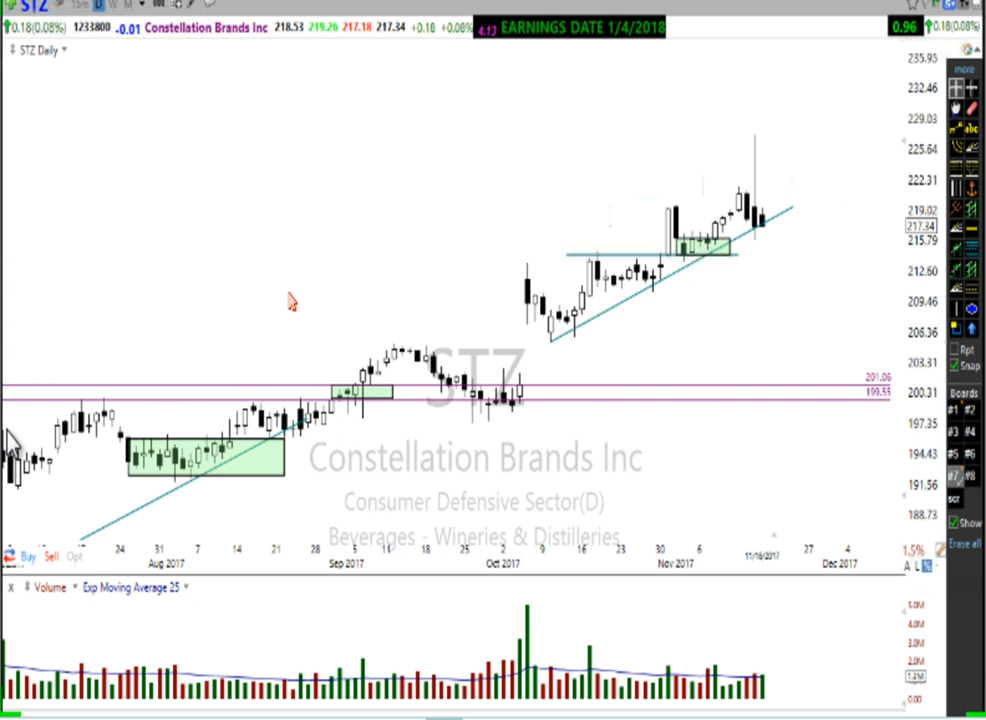 STZ 15m D W M
0.18(0.08%) 1233800 -0.01 Constellation Brands Inc 218.53 219.26 217.18 217.34 +0.18 +0.08% 4.13 EARNINGS DATE 1/4/2018 0.96 0.18(0.08%)
STZ Daily
235.95
more
232.46
229.03
abc
225.64
222.31
219.02
217.34
215.79
212.60
209.46
206.36
203.31
Rpt
Snap
STZ
201.06
199.55
200.31
Boards
#1 #2
197.35
#3 #4
Constellation Brands Inc
194.43
#5 #6
191.56
#7 #8
Consumer Defensive Sector(D)
scr
188.73
Show
Beverages - Wineries & Distilleries
Erase all
Buy Sell Opt
24 31 7 14 21 28 5 11 18 25 2 9 16 23 30 6 11/16/2017 27 4
1.5%
Aug 2017 Sep 2017 Oct 2017 Nov 2017 Dec 2017
A L %
X Volume Exp Moving Average 25
5.0M
4.0M
3.0M
2.0M
1.2M
0.00